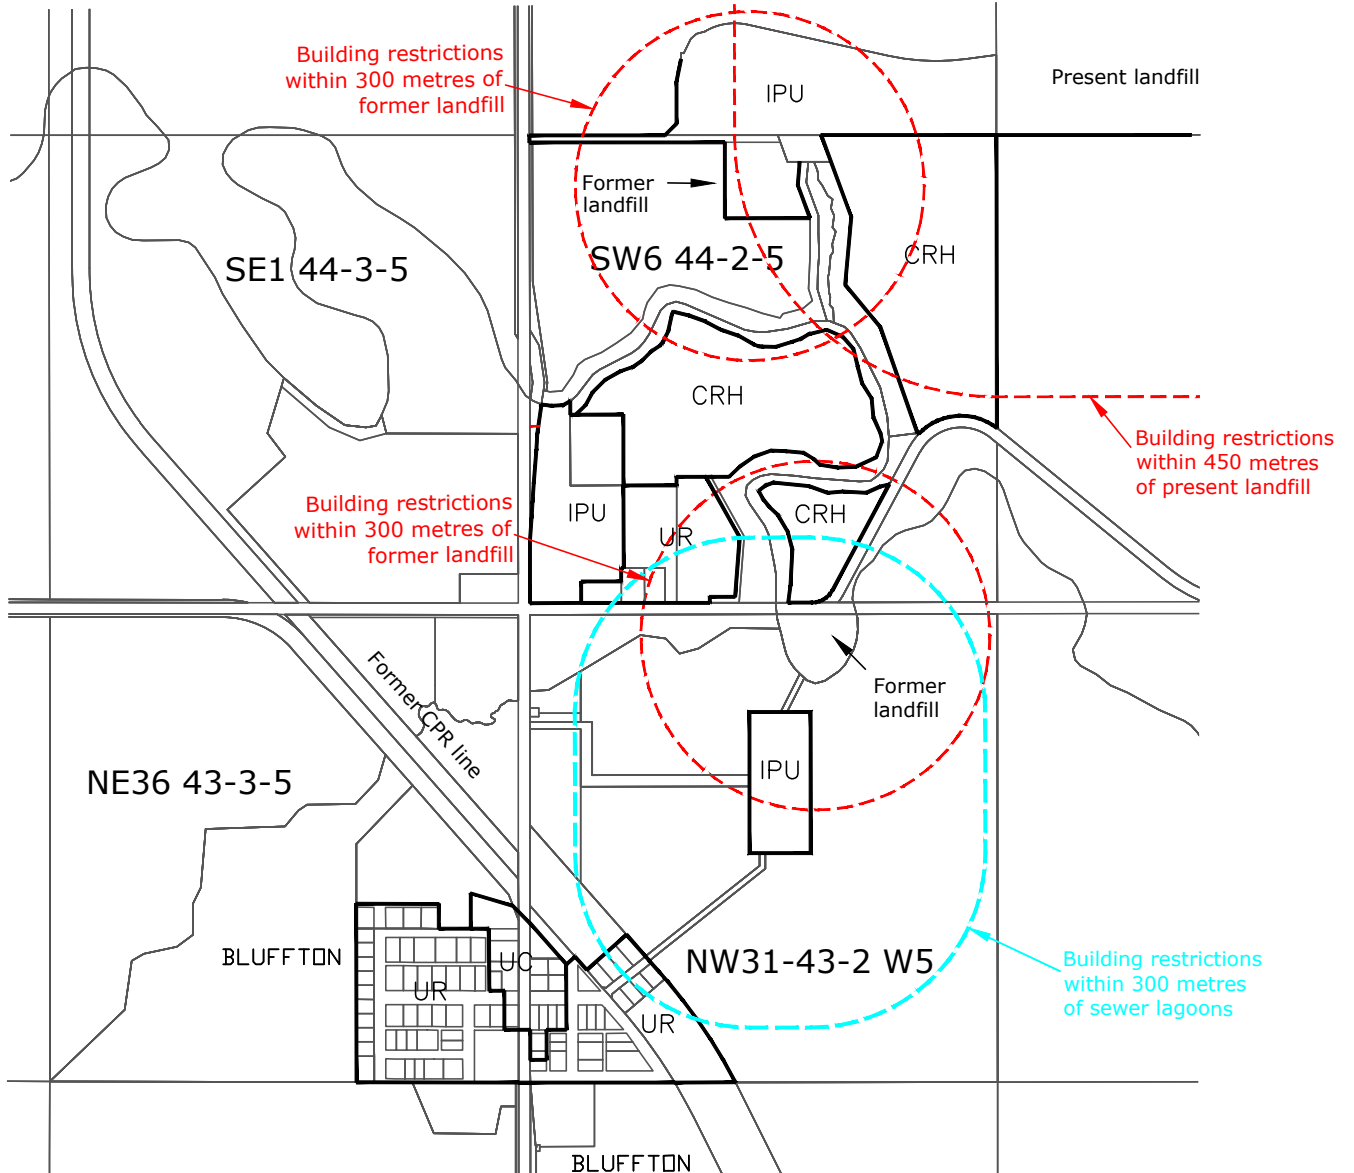 Building restrictions
within 300 metres of
former landfill
IPU
Present landfill
Former
landfill
SE1 44-3-5
SW6 44-2-5
CRH
CRH
Building restrictions
within 450 metres
of present landfill
Building restrictions
within 300 metres of
former landfill
IPU
UR
CRH
Former CPR line
Former
landfill
NE36 43-3-5
IPU
BLUFFTON
UC
UR
NW31-43-2 W5
UR
Building restrictions
within 300 metres
of sewer lagoons
BLUFFTON